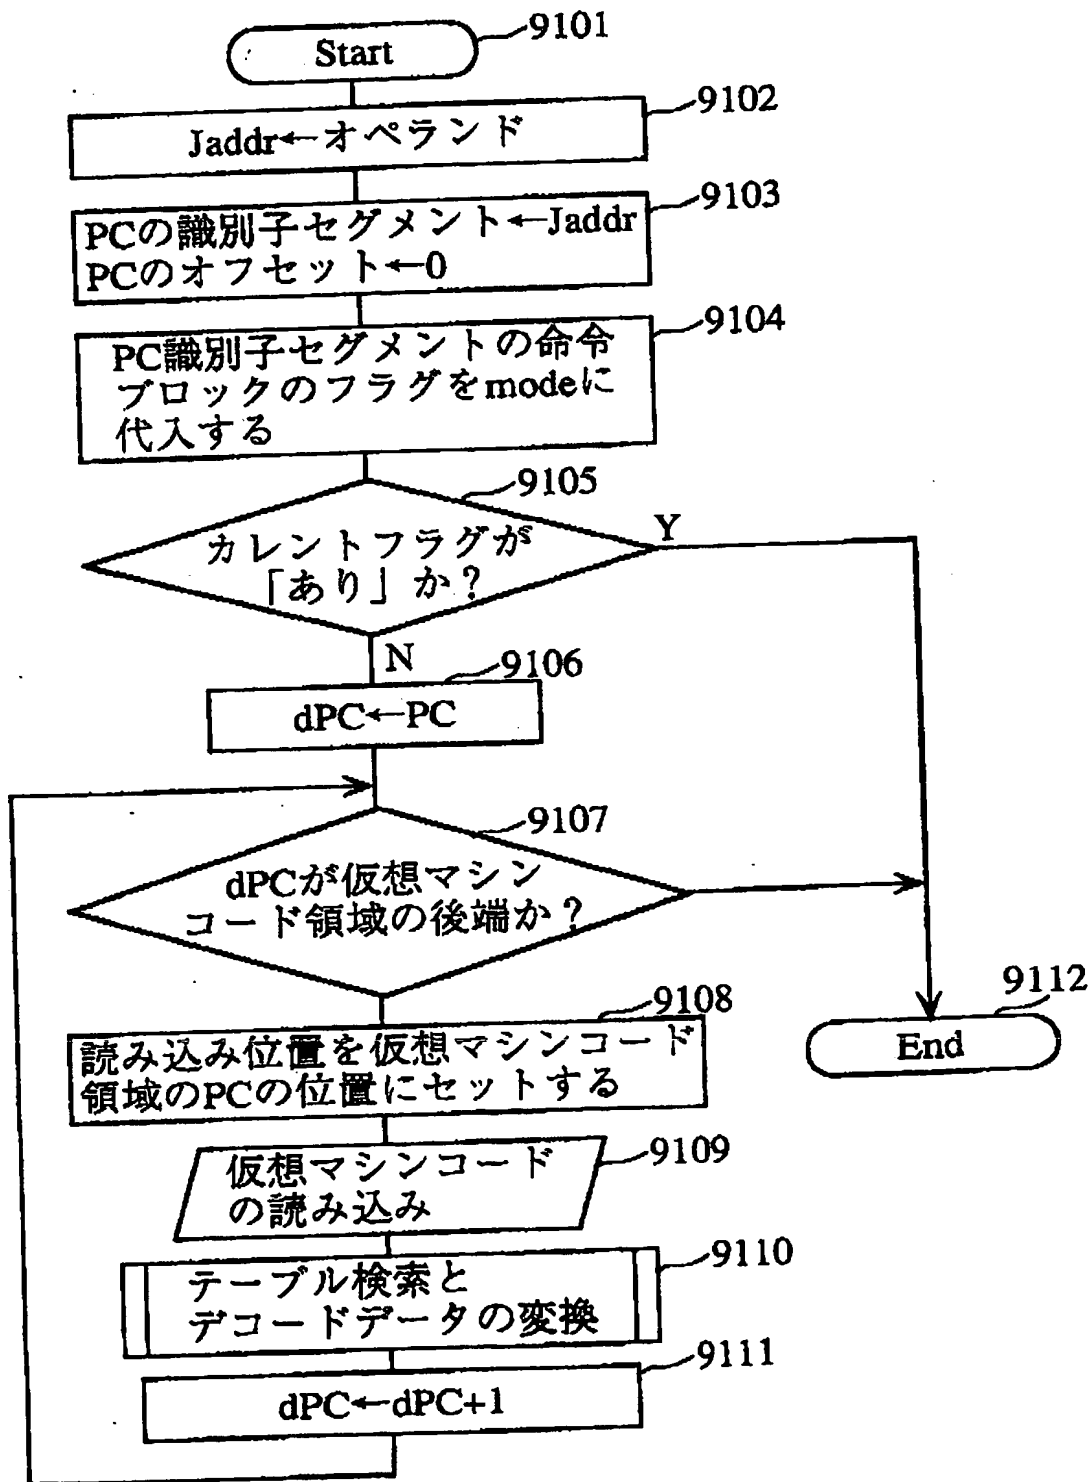 9101
Start
9102
Jaddr←オペランド
9103
PCの識別子セグメント←Jaddr
PCのオフセット←0
9104
PC識別子セグメントの命令
ブロックのフラグをmodeに
代入する
9105
カレントフラグが
「あり」か?
Y
N
9106
dPC←PC
9107
dPCが仮想マシン
コード領域の後端か?
9108
読み込み位置を仮想マシンコード
領域のPCの位置にセットする
9112
End
9109
仮想マシンコード
の読み込み
9110
テーブル検索と
デコードデータの変換
9111
dPC←dPC+1